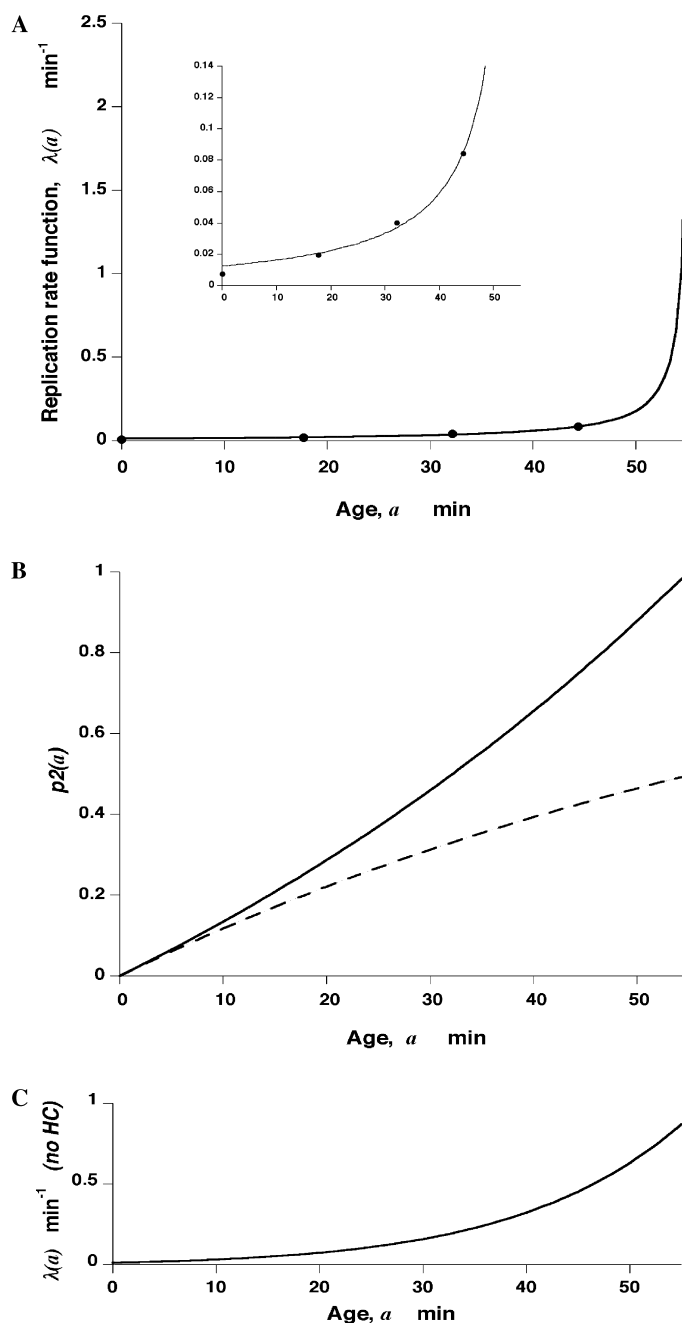 A
Replication rate function, λ(a) min-1
2.5
2
1.5
1
0.5
0
0 10 20 30 40 50
Age, a min
0.14
0.12
0.1
0.08
0.06
0.04
0.02
0
0 10 20 30 40 50
B
p2(a)
1
0.8
0.6
0.4
0.2
0
0 10 20 30 40 50
Age, a min
C
λ(a) min-1 (no HC)
1
0.5
0
0 10 20 30 40 50
Age, a min